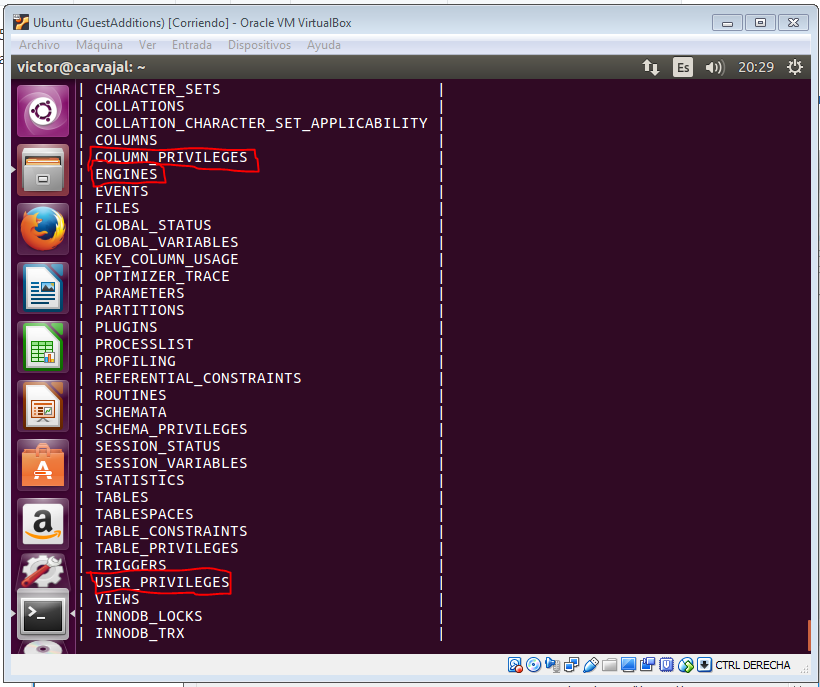 Ubuntu (GuestAdditions) [Corriendo] - Oracle VM VirtualBox
Archivo Máquina Ver Entrada Dispositivos Ayuda
victor@carvajal: ~ Es 20:29
| CHARACTER_SETS |
| COLLATIONS |
| COLLATION_CHARACTER_SET_APPLICABILITY |
| COLUMNS |
| COLUMN_PRIVILEGES |
| ENGINES |
| EVENTS |
| FILES |
| GLOBAL_STATUS |
| GLOBAL_VARIABLES |
| KEY_COLUMN_USAGE |
| OPTIMIZER_TRACE |
| PARAMETERS |
| PARTITIONS |
| PLUGINS |
| PROCESSLIST |
| PROFILING |
| REFERENTIAL_CONSTRAINTS |
| ROUTINES |
| SCHEMATA |
| SCHEMA_PRIVILEGES |
| SESSION_STATUS |
| SESSION_VARIABLES |
| STATISTICS |
| TABLES |
| TABLESPACES |
| TABLE_CONSTRAINTS |
| TABLE_PRIVILEGES |
| TRIGGERS |
| USER_PRIVILEGES |
| VIEWS |
| INNODB_LOCKS |
| INNODB_TRX |
CTRL DERECHA